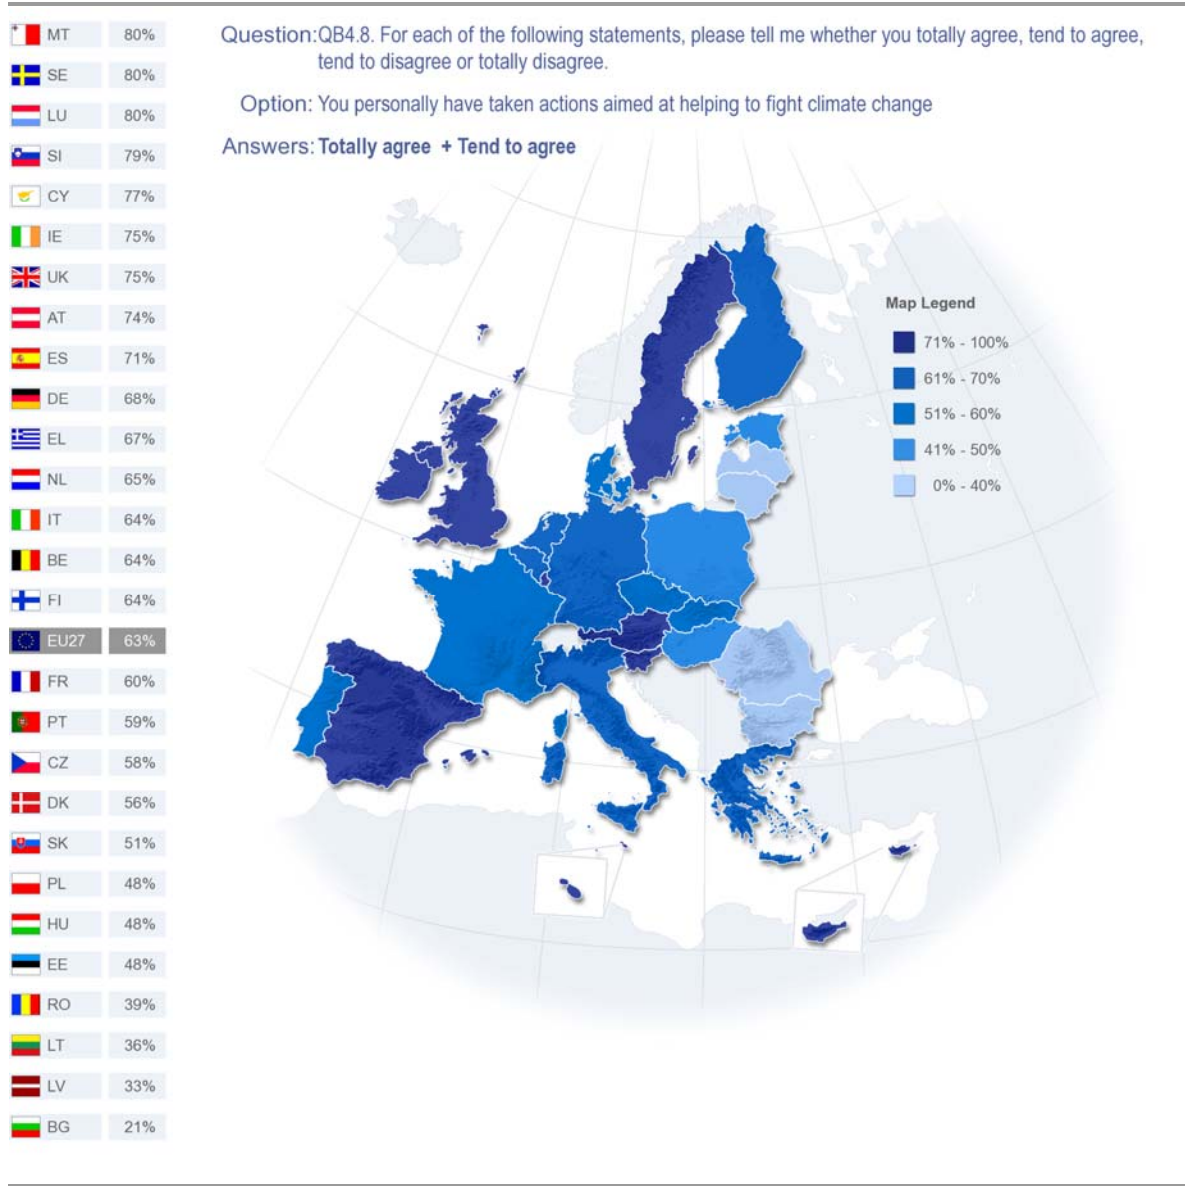 Question: QB4.8. For each of the following statements, please tell me whether you totally agree, tend to agree,
tend to disagree or totally disagree.
Option: You personally have taken actions aimed at helping to fight climate change
Answers: Totally agree + Tend to agree
MT 80%
SE 80%
LU 80%
SI 79%
CY 77%
IE 75%
UK 75%
AT 74%
ES 71%
DE 68%
EL 67%
NL 65%
IT 64%
BE 64%
FI 64%
EU27 63%
FR 60%
PT 59%
CZ 58%
DK 56%
SK 51%
PL 48%
HU 48%
EE 48%
RO 39%
LT 36%
LV 33%
BG 21%
Map Legend
71% - 100%
61% - 70%
51% - 60%
41% - 50%
0% - 40%